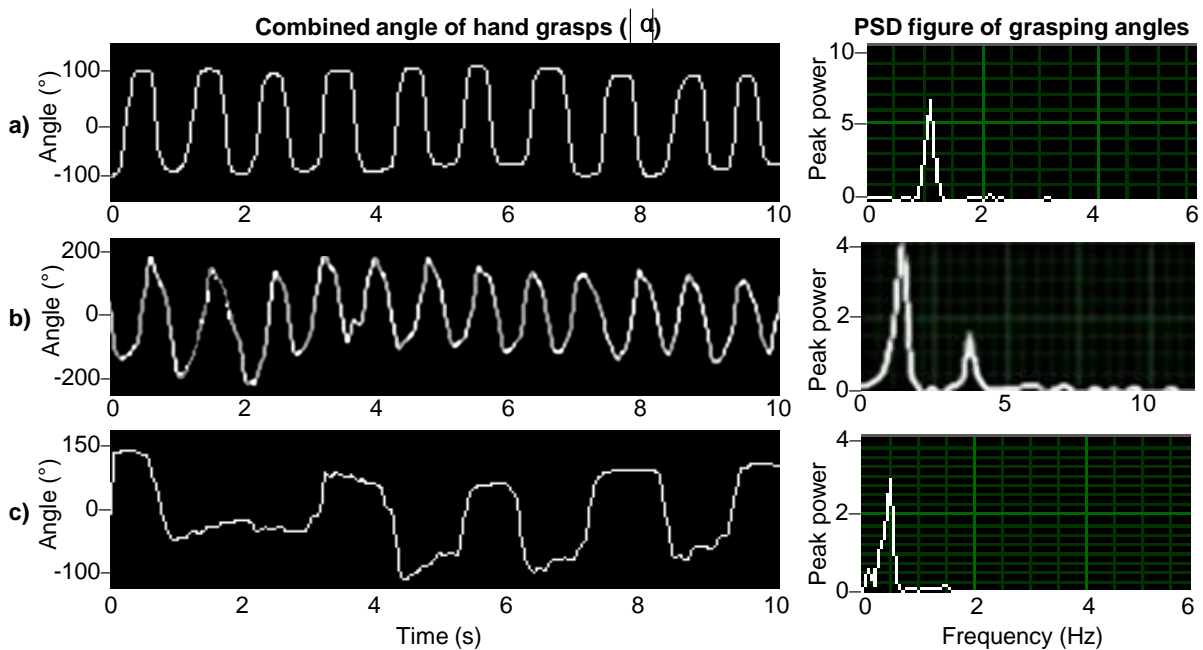 Combined angle of hand grasps (|α|)
PSD figure of grasping angles
a)
Angle (°)
100
0
-100
0 2 4 6 8 10
Peak power
10
5
0
0 2 4 6
b)
Angle (°)
200
0
-200
0 2 4 6 8 10
Peak power
4
2
0
0 5 10
c)
Angle (°)
150
0
-100
0 2 4 6 8 10
Time (s)
Peak power
4
2
0
0 2 4 6
Frequency (Hz)